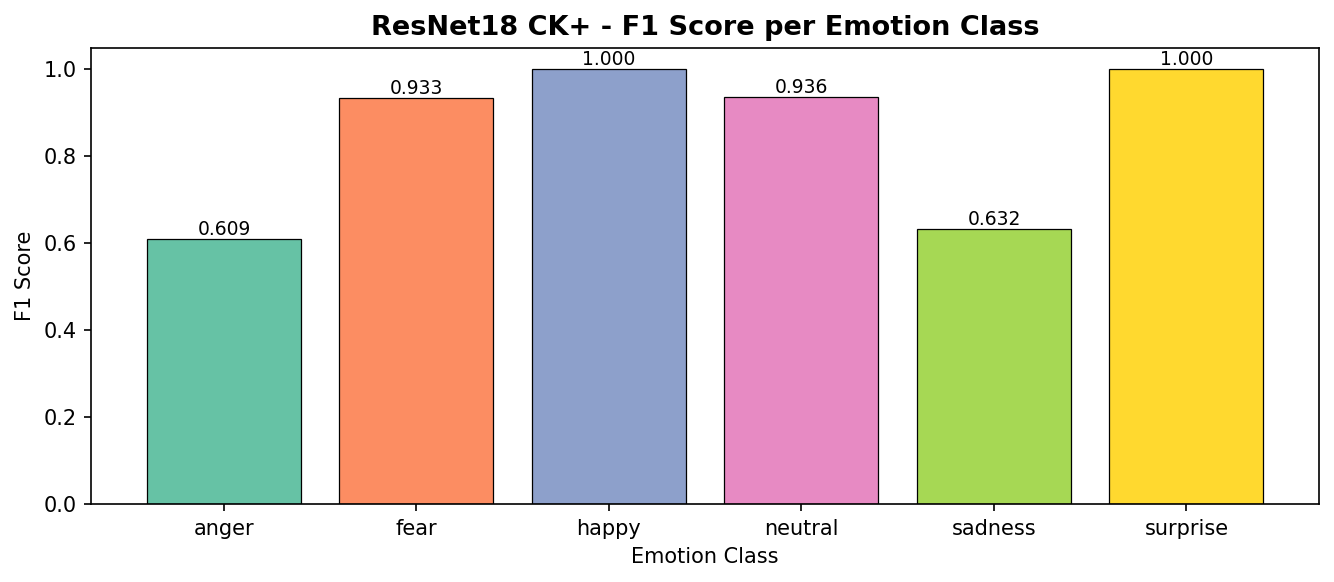 ResNet18 CK+ - F1 Score per Emotion Class
F1 Score
1.0
0.8
0.6
0.4
0.2
0.0
0.609
0.933
1.000
0.936
0.632
1.000
anger
fear
happy
neutral
sadness
surprise
Emotion Class